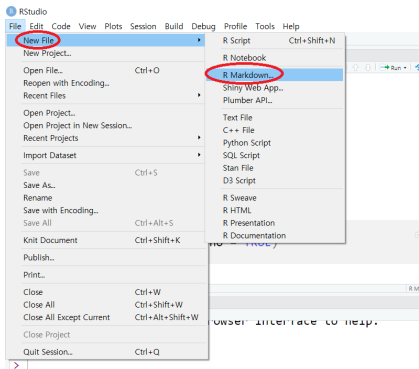 RStudio
File Edit Code View Plots Session Build Debug Profile Tools Help
New File
New Project...
Open File... Ctrl+O
Reopen with Encoding...
Recent Files
Open Project...
Open Project in New Session...
Recent Projects
Import Dataset
Save Ctrl+S
Save As...
Rename
Save with Encoding...
Save All Ctrl+Alt+S
Knit Document Ctrl+Shift+K
Publish...
Print...
Close Ctrl+W
Close All Ctrl+Shift+W
Close All Except Current Ctrl+Alt+Shift+W
Close Project
Quit Session... Ctrl+Q
R Script Ctrl+Shift+N
R Notebook
R Markdown...
Shiny Web App...
Plumber API...
Text File
C++ File
Python Script
SQL Script
Stan File
D3 Script
R Sweave
R HTML
R Presentation
R Documentation
Run
= TRUE)
R M
rowser interface to help.
>